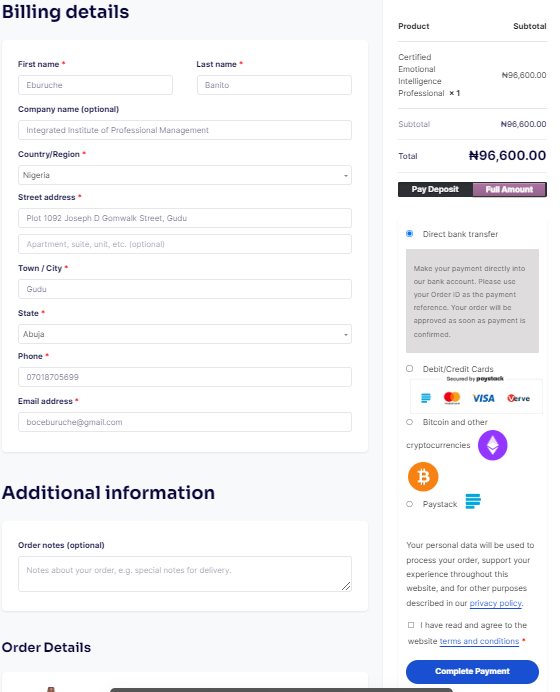 Billing details
First name *
Last name *
Eburuche
Banito
Company name (optional)
Integrated Institute of Professional Management
Country/Region *
Nigeria
Street address *
Plot 1092 Joseph D Gomwalk Street, Gudu
Apartment, suite, unit, etc. (optional)
Town / City *
Gudu
State *
Abuja
Phone *
07018705699
Email address *
boceburuche@gmail.com
Additional information
Order notes (optional)
Notes about your order, e.g. special notes for delivery.
Order Details
Product Subtotal
Certified
Emotional
Intelligence
Professional × 1
₦96,600.00
Subtotal ₦96,600.00
Total ₦96,600.00
Pay Deposit Full Amount
Direct bank transfer
Make your payment directly into
our bank account. Please use
your Order ID as the payment
reference. Your order will be
approved as soon as payment is
confirmed.
Debit/Credit Cards
Secured by paystack
VISA Verve
Bitcoin and other
cryptocurrencies
Paystack
Your personal data will be used to
process your order, support your
experience throughout this
website, and for other purposes
described in our privacy policy.
I have read and agree to the
website terms and conditions *
Complete Payment